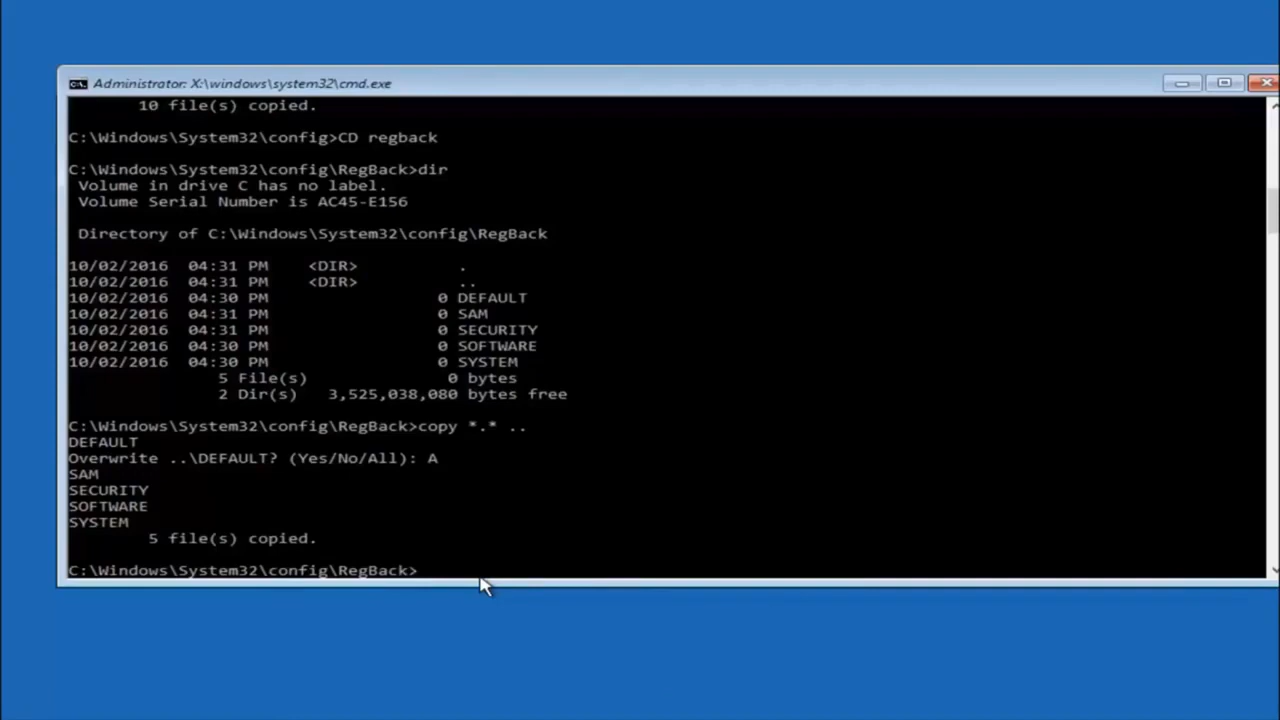 Administrator: X:\windows\system32\cmd.exe
10 file(s) copied.
C:\Windows\System32\config>CD regback
C:\Windows\System32\config\RegBack>dir
Volume in drive C has no label.
Volume Serial Number is AC45-E156
Directory of C:\Windows\System32\config\RegBack
10/02/2016 04:31 PM <DIR> .
10/02/2016 04:31 PM <DIR> ..
10/02/2016 04:30 PM 0 DEFAULT
10/02/2016 04:31 PM 0 SAM
10/02/2016 04:31 PM 0 SECURITY
10/02/2016 04:30 PM 0 SOFTWARE
10/02/2016 04:30 PM 0 SYSTEM
5 File(s) 0 bytes
2 Dir(s) 3,525,038,080 bytes free
C:\Windows\System32\config\RegBack>copy *.* ..
DEFAULT
Overwrite ..\DEFAULT? (Yes/No/All): A
SAM
SECURITY
SOFTWARE
SYSTEM
5 file(s) copied.
C:\Windows\System32\config\RegBack>